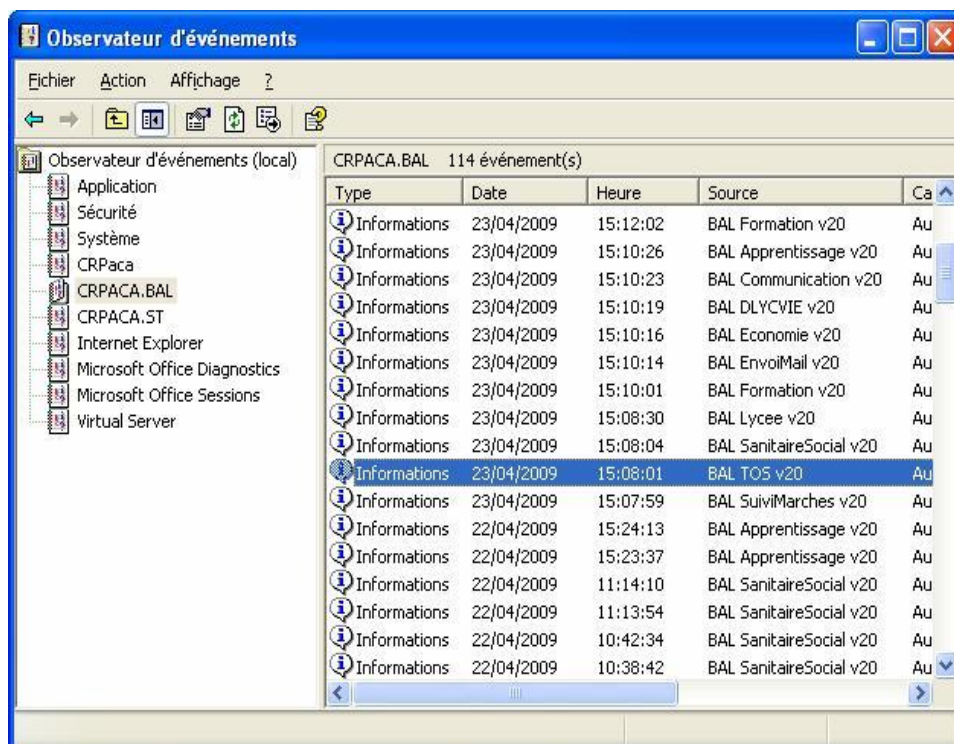 Observateur d'événements
Fichier Action Affichage ?
Observateur d'événements (local)
Application
Sécurité
Système
CRPaca
CRPACA.BAL
CRPACA.ST
Internet Explorer
Microsoft Office Diagnostics
Microsoft Office Sessions
Virtual Server
CRPACA.BAL 114 événement(s)
Type Date Heure Source Ca
Informations 23/04/2009 15:12:02 BAL Formation v20 Au
Informations 23/04/2009 15:10:26 BAL Apprentissage v20 Au
Informations 23/04/2009 15:10:23 BAL Communication v20 Au
Informations 23/04/2009 15:10:19 BAL DLYCVIE v20 Au
Informations 23/04/2009 15:10:16 BAL Economie v20 Au
Informations 23/04/2009 15:10:14 BAL EnvoiMail v20 Au
Informations 23/04/2009 15:10:01 BAL Formation v20 Au
Informations 23/04/2009 15:08:30 BAL Lycee v20 Au
Informations 23/04/2009 15:08:04 BAL SanitaireSocial v20 Au
Informations 23/04/2009 15:08:01 BAL TOS v20 Au
Informations 23/04/2009 15:07:59 BAL SuiviMarches v20 Au
Informations 22/04/2009 15:24:13 BAL Apprentissage v20 Au
Informations 22/04/2009 15:23:37 BAL Apprentissage v20 Au
Informations 22/04/2009 11:14:10 BAL SanitaireSocial v20 Au
Informations 22/04/2009 11:13:54 BAL SanitaireSocial v20 Au
Informations 22/04/2009 10:42:34 BAL SanitaireSocial v20 Au
Informations 22/04/2009 10:38:42 BAL SanitaireSocial v20 Au